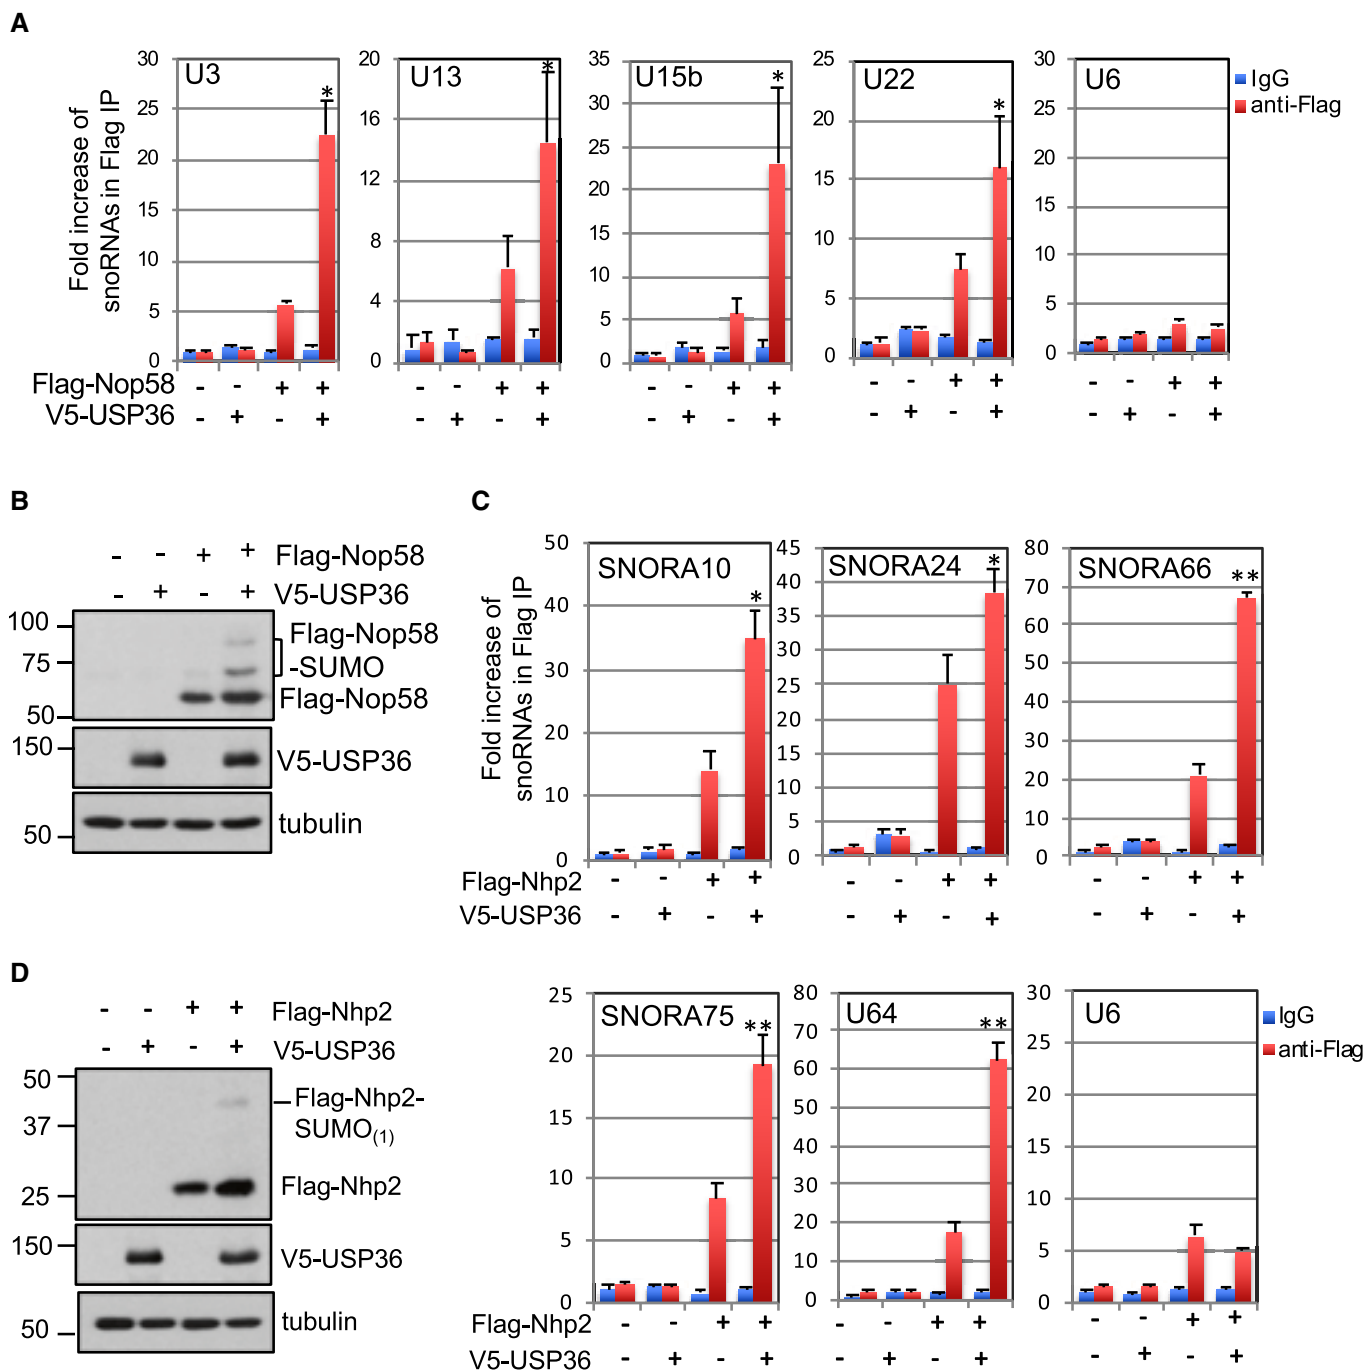 A
Fold increase of
snoRNAs in Flag IP
30
25
20
15
10
5
0
U3
*
20
16
12
8
4
0
U13
*
35
30
25
20
15
10
5
0
U15b
*
25
20
15
10
5
0
U22
*
30
25
20
15
10
5
0
U6
IgG
anti-Flag
Flag-Nop58 - - + + - - + + - - + + - - + + - - + +
V5-USP36 - + - + - + - + - + - + - + - + - + - +
B
- - + + Flag-Nop58
- + - + V5-USP36
100
75
50
Flag-Nop58
-SUMO
Flag-Nop58
150
V5-USP36
50
tubulin
C
Fold increase of
snoRNAs in Flag IP
50
40
30
20
10
0
SNORA10
*
45
40
35
30
25
20
15
10
5
0
SNORA24
*
80
70
60
50
40
30
20
10
0
SNORA66
**
Flag-Nhp2 - - + + - - + + - - + +
V5-USP36 - + - + - + - + - + - +
D
- - + + Flag-Nhp2
- + - + V5-USP36
50
37
25
Flag-Nhp2-
SUMO(1)
Flag-Nhp2
150
V5-USP36
50
tubulin
25
20
15
10
5
0
SNORA75
**
80
70
60
50
40
30
20
10
0
U64
**
30
25
20
15
10
5
0
U6
IgG
anti-Flag
Flag-Nhp2 - - + + - - + + - - + +
V5-USP36 - + - + - + - + - + - +